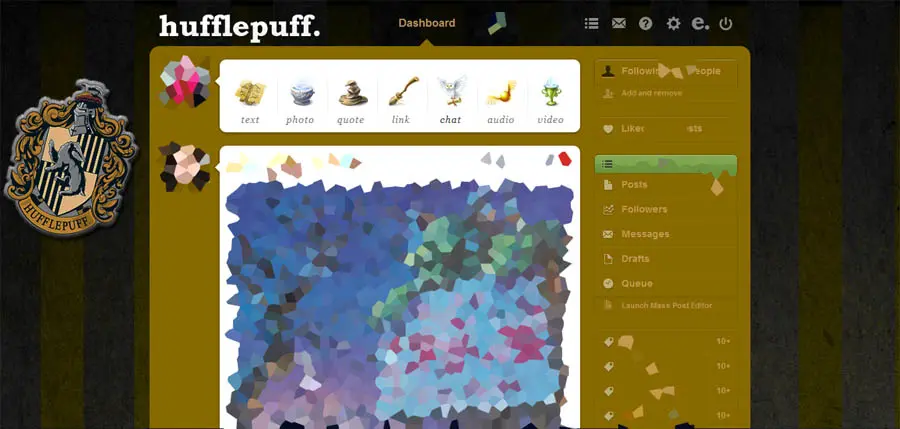 hufflepuff.
Dashboard
e.
text photo quote link chat audio video
HUFFLEPUFF
people
Add and remove
Posts
Followers
Messages
Drafts
Queue
Launch Mass Post Editor
10+
10+
10+
10+